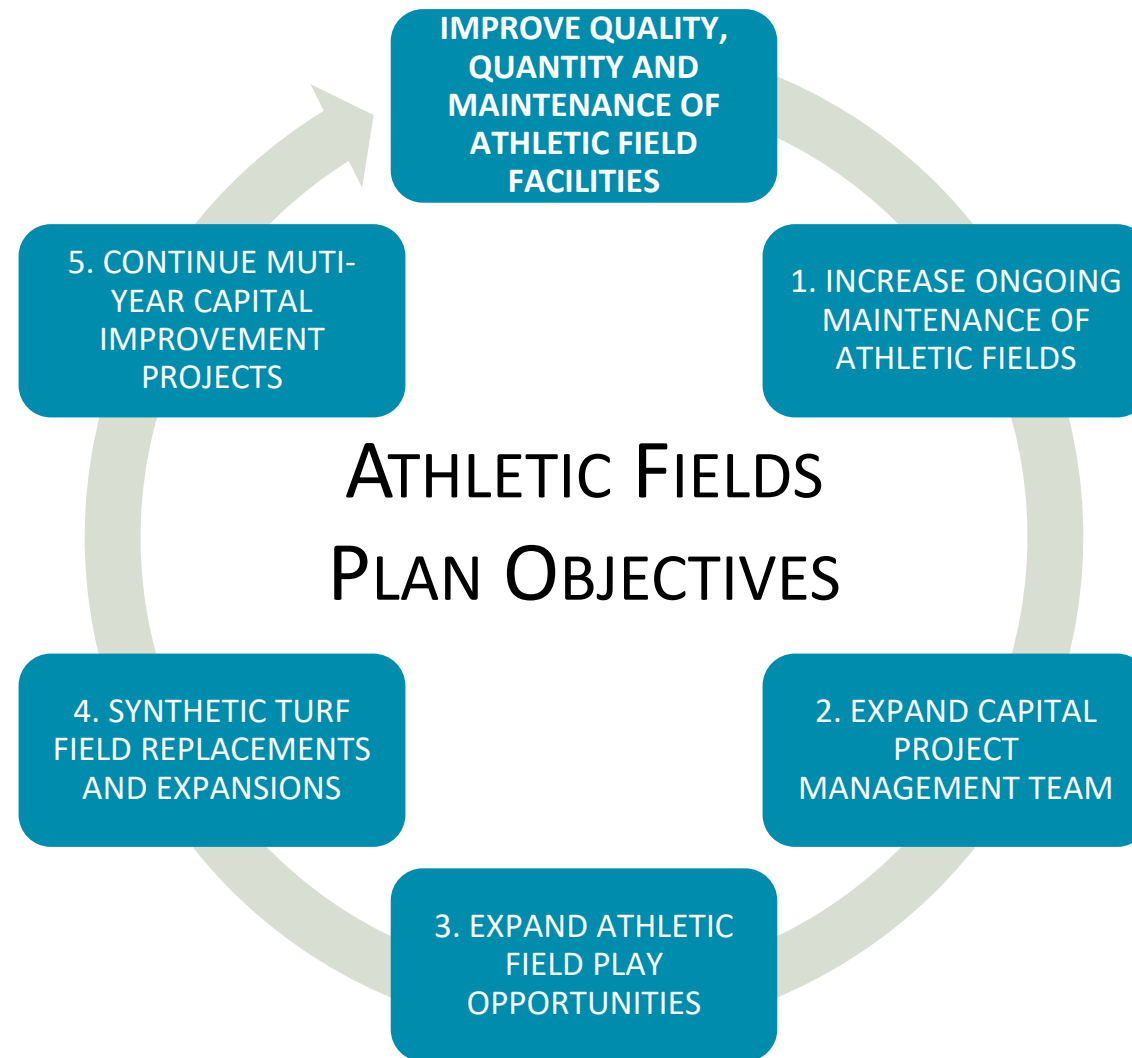 IMPROVE QUALITY,
QUANTITY AND
MAINTENANCE OF
ATHLETIC FIELD
FACILITIES
1. INCREASE ONGOING
MAINTENANCE OF
ATHLETIC FIELDS
2. EXPAND CAPITAL
PROJECT
MANAGEMENT TEAM
3. EXPAND ATHLETIC
FIELD PLAY
OPPORTUNITIES
4. SYNTHETIC TURF
FIELD REPLACEMENTS
AND EXPANSIONS
5. CONTINUE MUTI-
YEAR CAPITAL
IMPROVEMENT
PROJECTS
ATHLETIC FIELDS
PLAN OBJECTIVES